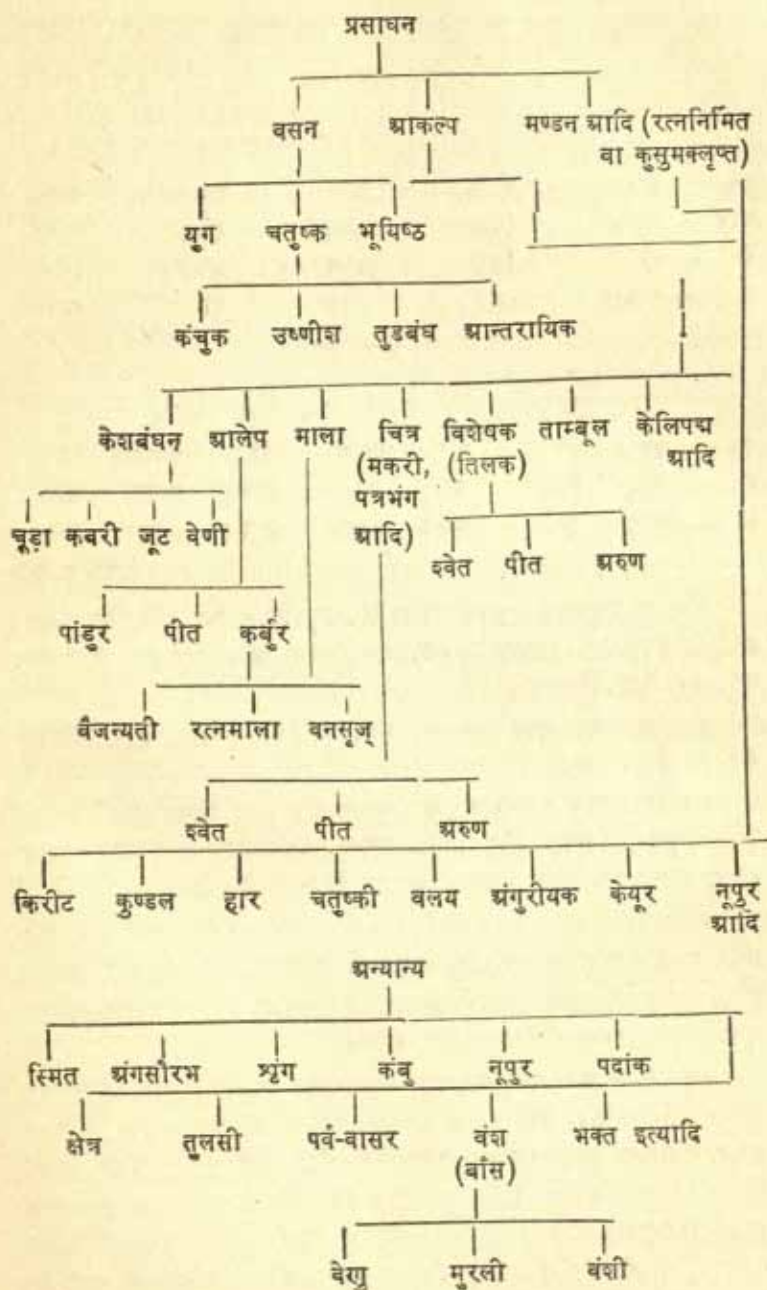 प्रसाधन
वसन आकल्प मण्डन आदि (रत्ननिर्मित
वा कुसुमक्लृप्त)
युग चतुष्क भूयिष्ठ
कंचुक उष्णीश तुडबंध आन्तरायिक
केशबंधन आलेप माला चित्र विशेषक ताम्बूल केलिपद्म
(मकरी, (तिलक) आदि
पत्रभंग
आदि)
चूड़ा कबरी जूट वेणी
श्वेत पीत अरुण
पांडुर पीत कर्बुर
वैजन्यती रत्नमाला वनसृज्
श्वेत पीत अरुण
किरीट कुण्डल हार चतुष्की वलय अंगुरीयक केयूर नूपुर
आदि
अन्यान्य
स्मित अंगसौरभ श्रृंग कंबु नूपुर पदांक
क्षेत्र तुलसी पर्व-वासर वंश भक्त इत्यादि
(बाँस)
वेणु मुरली वंशी